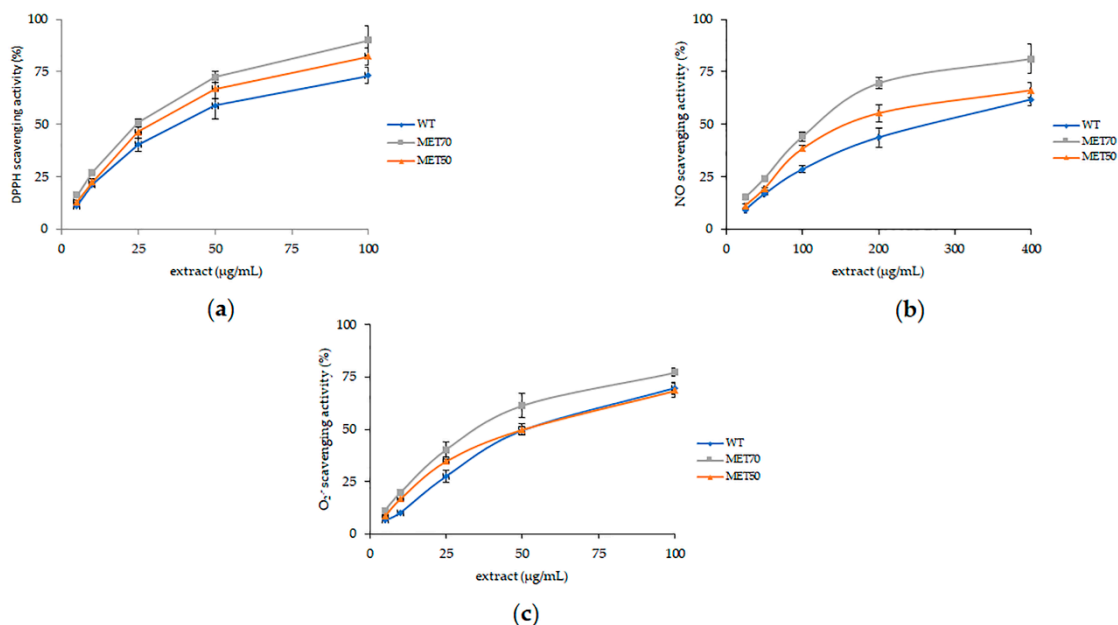 100
75
50
25
0
DPPH scavenging activity (%)
0 25 50 75 100
extract (µg/mL)
WT
MET70
MET50
(a)
100
75
50
25
0
NO scavenging activity (%)
0 100 200 300 400
extract (µg/mL)
WT
MET70
MET50
(b)
100
75
50
25
0
O₂·⁻ scavenging activity (%)
0 25 50 75 100
extract (µg/mL)
WT
MET70
MET50
(c)